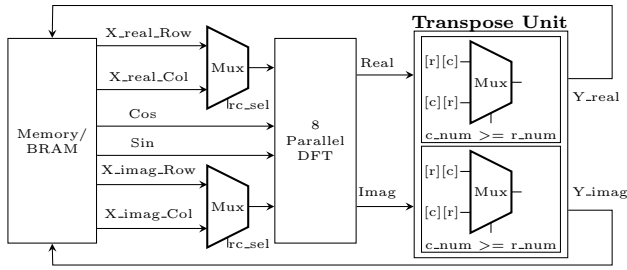 Transpose Unit
X_real_Row
X_real_Col
Mux
rc_sel
Cos
Sin
Memory/
BRAM
X_imag_Row
X_imag_Col
Mux
rc_sel
8
Parallel
DFT
Real
Imag
[r][c]
Mux
[c][r]
c_num >= r_num
[r][c]
Mux
[c][r]
c_num >= r_num
Y_real
Y_imag